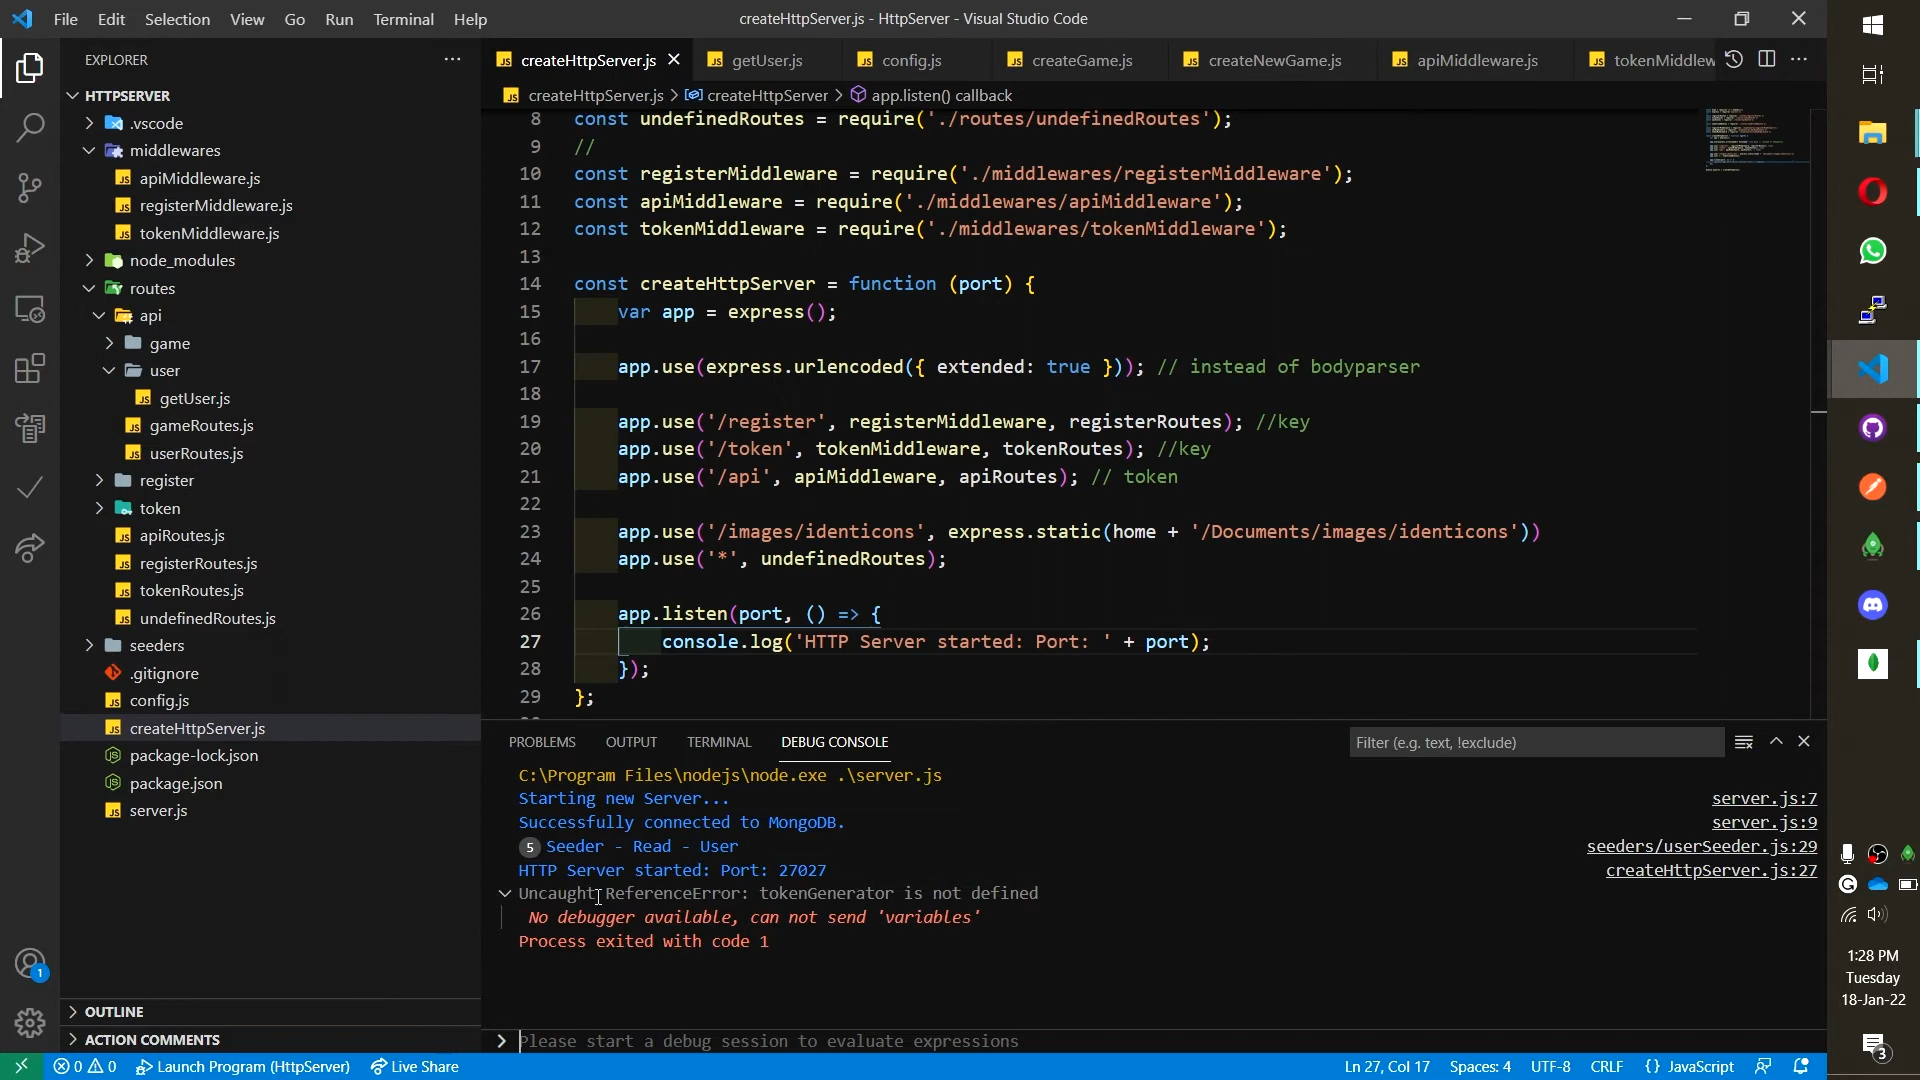 File Edit Selection View Go Run Terminal Help
createHttpServer.js - HttpServer - Visual Studio Code
EXPLORER
createHttpServer.js
getUser.js
config.js
createGame.js
createNewGame.js
apiMiddleware.js
tokenMiddlew
HTTPSERVER
.vscode
middlewares
apiMiddleware.js
registerMiddleware.js
tokenMiddleware.js
node_modules
routes
api
game
user
getUser.js
gameRoutes.js
userRoutes.js
register
token
apiRoutes.js
registerRoutes.js
tokenRoutes.js
undefinedRoutes.js
seeders
.gitignore
config.js
createHttpServer.js
package-lock.json
package.json
server.js
OUTLINE
ACTION COMMENTS
createHttpServer.js > createHttpServer > app.listen() callback
8 const undefinedRoutes = require('./routes/undefinedRoutes');
9 //
10 const registerMiddleware = require('./middlewares/registerMiddleware');
11 const apiMiddleware = require('./middlewares/apiMiddleware');
12 const tokenMiddleware = require('./middlewares/tokenMiddleware');
13
14 const createHttpServer = function (port) {
15 var app = express();
16
17 app.use(express.urlencoded({ extended: true })); // instead of bodyparser
18
19 app.use('/register', registerMiddleware, registerRoutes); //key
20 app.use('/token', tokenMiddleware, tokenRoutes); //key
21 app.use('/api', apiMiddleware, apiRoutes); // token
22
23 app.use('/images/identicons', express.static(home + '/Documents/images/identicons'))
24 app.use('*', undefinedRoutes);
25
26 app.listen(port, () => {
27 console.log('HTTP Server started: Port: ' + port);
28 });
29 };
PROBLEMS OUTPUT TERMINAL DEBUG CONSOLE
Filter (e.g. text, !exclude)
C:\Program Files\nodejs\node.exe .\server.js
Starting new Server... server.js:7
Successfully connected to MongoDB. server.js:9
5 Seeder - Read - User seeders/userSeeder.js:29
HTTP Server started: Port: 27027 createHttpServer.js:27
Uncaught ReferenceError: tokenGenerator is not defined
No debugger available, can not send 'variables'
Process exited with code 1
Please start a debug session to evaluate expressions
1
0 0 Launch Program (HttpServer) Live Share
Ln 27, Col 17 Spaces: 4 UTF-8 CRLF {} JavaScript
1:28 PM
Tuesday
18-Jan-22
3